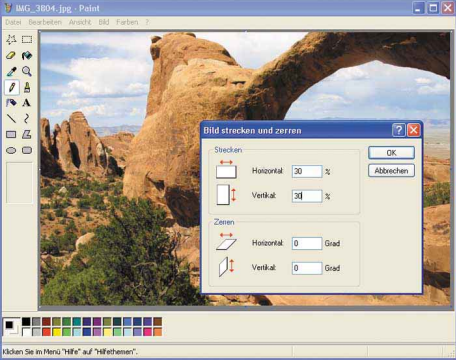 IMG_3804.jpg - Paint
Datei Bearbeiten Ansicht Bild Farben ?
A
Bild strecken und zerren
Strecken
OK
Horizontal: 30 %
Abbrechen
Vertikal: 30 %
Zerren
Horizontal: 0 Grad
Vertikal: 0 Grad
Klicken Sie im Menü "Hilfe" auf "Hilfethemen".